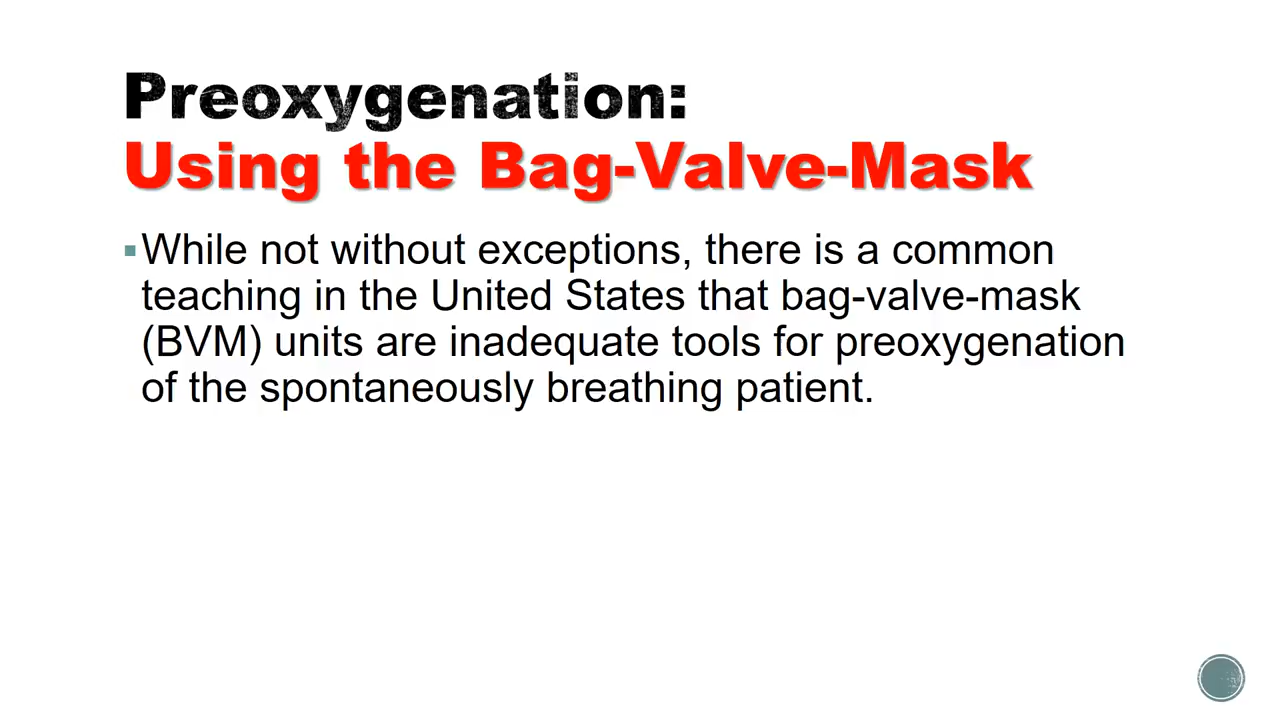 Preoxygenation:
Using the Bag-Valve-Mask
While not without exceptions, there is a common
teaching in the United States that bag-valve-mask
(BVM) units are inadequate tools for preoxygenation
of the spontaneously breathing patient.